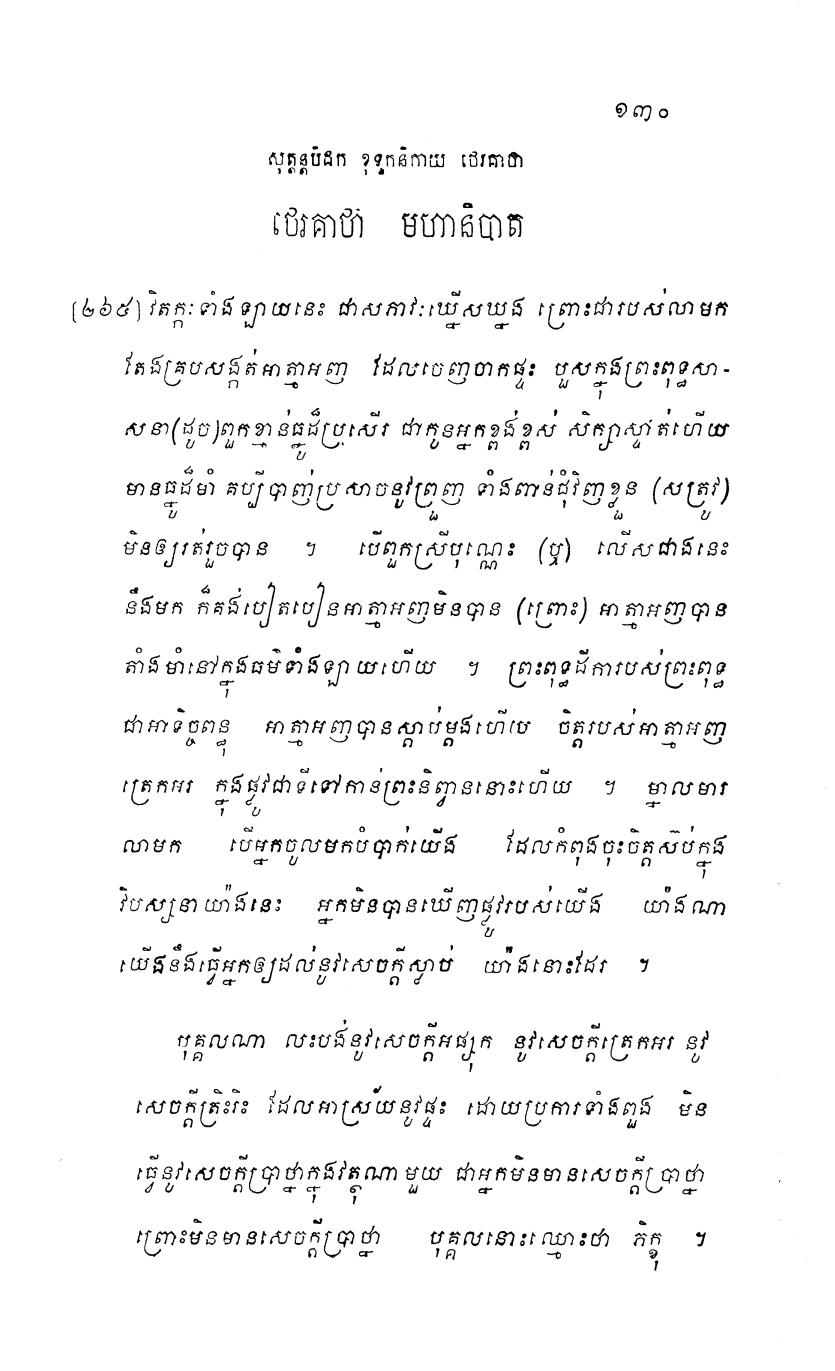 ១៣០
សុត្តន្តបិដក ខុទ្ទកនិកាយ ថេរគាថា
ថេរគាថា មហានិបាត
[២៦៥] វិតក្កៈទាំងឡាយនេះ ជាសភាវៈឃ្នើសឃ្នង ព្រោះជារបស់លាមក
តែងគ្របសង្កត់អាត្មាអញ ដែលចេញចាកផ្ទះ បួសក្នុងព្រះពុទ្ធសា-
សនា(ដូច)ពួកខ្មាន់ធ្នូដ៏ប្រសើរ ជាកូនអ្នកខ្ពង់ខ្ពស់ សិក្សាស្ទាត់ហើយ
មានធ្នូដ៏មាំ គប្បីបាញ់ប្រសាចនូវព្រួញ ទាំងពាន់ជុំវិញខ្លួន (សត្រូវ)
មិនឲ្យរត់រួចបាន ។ បើពួកស្រីប៉ុណ្ណេះ (ឬ) លើសជាងនេះ
នឹងមក ក៏គង់បៀតបៀនអាត្មាអញមិនបាន (ព្រោះ) អាត្មាអញបាន
តាំងមាំនៅក្នុងធម៌ទាំងឡាយហើយ ។ ព្រះពុទ្ធដីការបស់ព្រះពុទ្ធ
ជាអាទិច្ចពន្ធុ អាត្មាអញបានស្តាប់ម្តងហើយ ចិត្តរបស់អាត្មាអញ
ត្រេកអរ ក្នុងផ្លូវជាទីទៅកាន់ព្រះនិព្វាននោះហើយ ។ ម្នាលមារ
លាមក បើអ្នកចូលមកបំបាក់យើង ដែលកំពុងចុះចិត្តស៊ប់ក្នុង
វិបស្សនាយ៉ាងនេះ អ្នកមិនបានឃើញផ្លូវរបស់យើង យ៉ាងណា
យើងនឹងធ្វើអ្នកឲ្យដល់នូវសេចក្តីស្លាប់ យ៉ាងនោះដែរ ។
បុគ្គលណា លះបង់នូវសេចក្តីអផ្សុក នូវសេចក្តីត្រេកអរ នូវ
សេចក្តីត្រិះរិះ ដែលអាស្រ័យនូវផ្ទះ ដោយប្រការទាំងពួង មិន
ធ្វើនូវសេចក្តីប្រាថ្នាក្នុងវត្ថុណាមួយ ជាអ្នកមិនមានសេចក្តីប្រាថ្នា
ព្រោះមិនមានសេចក្តីប្រាថ្នា បុគ្គលនោះឈ្មោះថា ភិក្ខុ ។